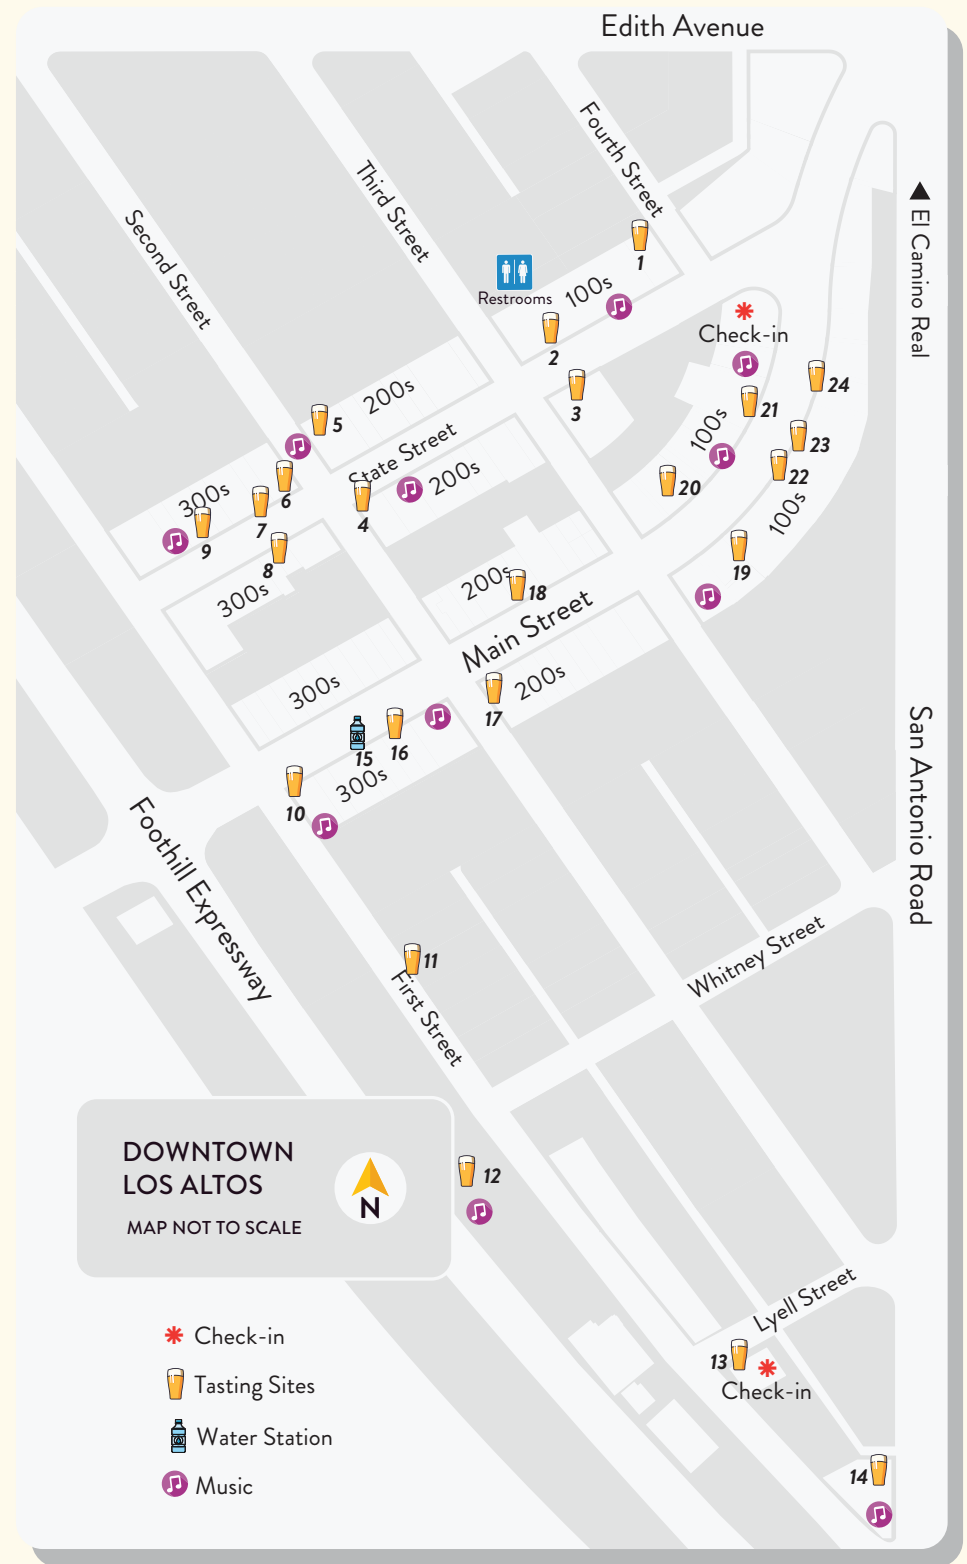 Edith Avenue
Fourth Street
Third Street
Second Street
▲ El Camino Real
1
Restrooms
100s
2
Check-in
3
24
21
200s
5
100s
23
State Street
22
200s
20
6
300s
4
7
100s
9
8
19
200s
18
300s
Main Street
200s
300s
17
16
15
300s
10
San Antonio Road
Foothill Expressway
11
Whitney Street
First Street
DOWNTOWN
LOS ALTOS
MAP NOT TO SCALE
N
12
Lyell Street
13
Check-in
14
Check-in
Tasting Sites
Water Station
Music